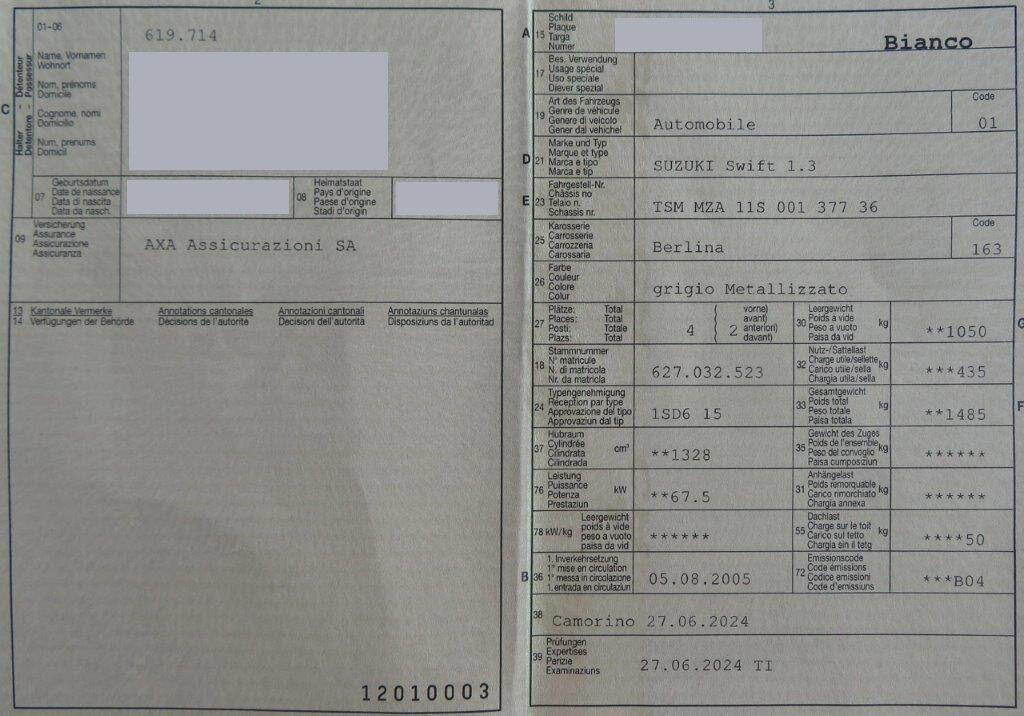 2
01-06
619.714
C
Halter - Détenteur
Detentore - Possessur
Name, Vornamen
Wohnort
Nom, prénoms
Domicile
Cognome, nomi
Domicilio
Num, prenums
Domicil
07
Geburtsdatum
Date de naissance
Data di nascita
Data da nasch.
08
Heimatstaat
Pays d'origine
Paese d'origine
Stadi d'origin
09
Versicherung
Assurance
Assicurazione
Assicuranza
AXA Assicurazioni SA
13 Kantonale Vermerke Annotations cantonales Annotazioni cantonali Annotaziuns chantunalas
14 Verfügungen der Behörde Décisions de l'autorité Decisioni dell'autorità Disposiziuns da l'autoritad
12010003
3
A
15
Schild
Plaque
Targa
Numer
Bianco
17
Bes. Verwendung
Usage spécial
Uso speciale
Diever spezial
19
Art des Fahrzeugs
Genre de véhicule
Genere di veicolo
Gener dal vehichel
Automobile
Code
01
D
21
Marke und Typ
Marque et type
Marca e tipo
Marca e tip
SUZUKI Swift 1.3
E
23
Fahrgestell-Nr.
Châssis no
Telaio n.
Schassis nr.
TSM MZA 11S 001 377 36
25
Karosserie
Carrosserie
Carrozzeria
Carossaria
Berlina
Code
163
26
Farbe
Couleur
Colore
Colur
grigio Metallizzato
27
Plätze: Total
Places: Total
Posti: Totale
Plazs: Total
4
( 2
vorne)
avant)
anteriori)
davant)
30
Leergewicht
Poids à vide
Peso a vuoto
Paisa da vid
kg
**1050
G
18
Stammnummer
N° matricule
N. di matricola
Nr. da matricla
627.032.523
32
Nutz-/Sattellast
Charge utile/sellette
Carico utile/sella
Chargia utila/sella
kg
***435
24
Typengenehmigung
Réception par type
Approvazione del tipo
Approvaziun dal tip
1SD6 15
33
Gesamtgewicht
Poids total
Peso totale
Paisa totala
kg
**1485
F
37
Hubraum
Cylindrée
Cilindrata
Cilindrada
cm³
**1328
35
Gewicht des Zuges
Poids de l'ensemble
Peso del convoglio
Paisa cumposiziun
kg
******
76
Leistung
Puissance
Potenza
Prestaziun
kW
**67.5
31
Anhängelast
Poids remorquable
Carico rimorchiato
Chargia annexa
kg
******
78 kW/kg
Leergewicht
poids à vide
peso a vuoto
paisa da vid
******
55
Dachlast
Charge sur le toit
Carico sul tetto
Chargia sin il tetg
kg
****50
B
36
1. Inverkehrsetzung
1re mise en circulation
1a messa in circolazione
1. entrada en circulaziun
05.08.2005
72
Emissionscode
Code émissions
Codice emissioni
Code d'emissiuns
***B04
38
Camorino 27.06.2024
39
Prüfungen
Expertises
Perizie
Examinaziuns
27.06.2024 TI